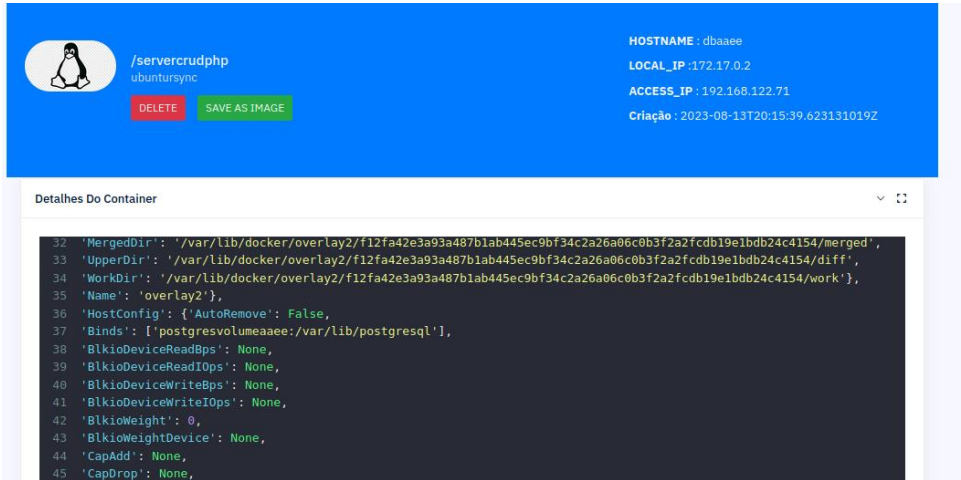 /servercrudphp
ubuntursync
DELETE SAVE AS IMAGE
HOSTNAME : dbaaee
LOCAL_IP :172.17.0.2
ACCESS_IP : 192.168.122.71
Criação : 2023-08-13T20:15:39.623131019Z
Detalhes Do Container
32 'MergedDir': '/var/lib/docker/overlay2/f12fa42e3a93a487b1ab445ec9bf34c2a26a06c0b3f2a2fcdb19e1bdb24c4154/merged',
33 'UpperDir': '/var/lib/docker/overlay2/f12fa42e3a93a487b1ab445ec9bf34c2a26a06c0b3f2a2fcdb19e1bdb24c4154/diff',
34 'WorkDir': '/var/lib/docker/overlay2/f12fa42e3a93a487b1ab445ec9bf34c2a26a06c0b3f2a2fcdb19e1bdb24c4154/work'},
35 'Name': 'overlay2'},
36 'HostConfig': {'AutoRemove': False,
37 'Binds': ['postgresvolumeaaee:/var/lib/postgresql'],
38 'BlkioDeviceReadBps': None,
39 'BlkioDeviceReadIOps': None,
40 'BlkioDeviceWriteBps': None,
41 'BlkioDeviceWriteIOps': None,
42 'BlkioWeight': 0,
43 'BlkioWeightDevice': None,
44 'CapAdd': None,
45 'CapDrop': None,